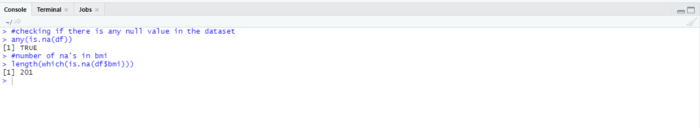 Console Terminal × Jobs ×
~/
> #checking if there is any null value in the dataset
> any(is.na(df))
[1] TRUE
> #number of na's in bmi
> length(which(is.na(df$bmi)))
[1] 201
>